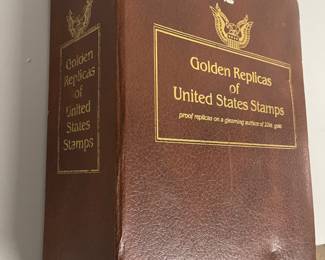 Golden
Replicas
of
United
States
Stamps
Golden Replicas
of
United States Stamps
proof replicas on a gleaming surface of 22kt. gold